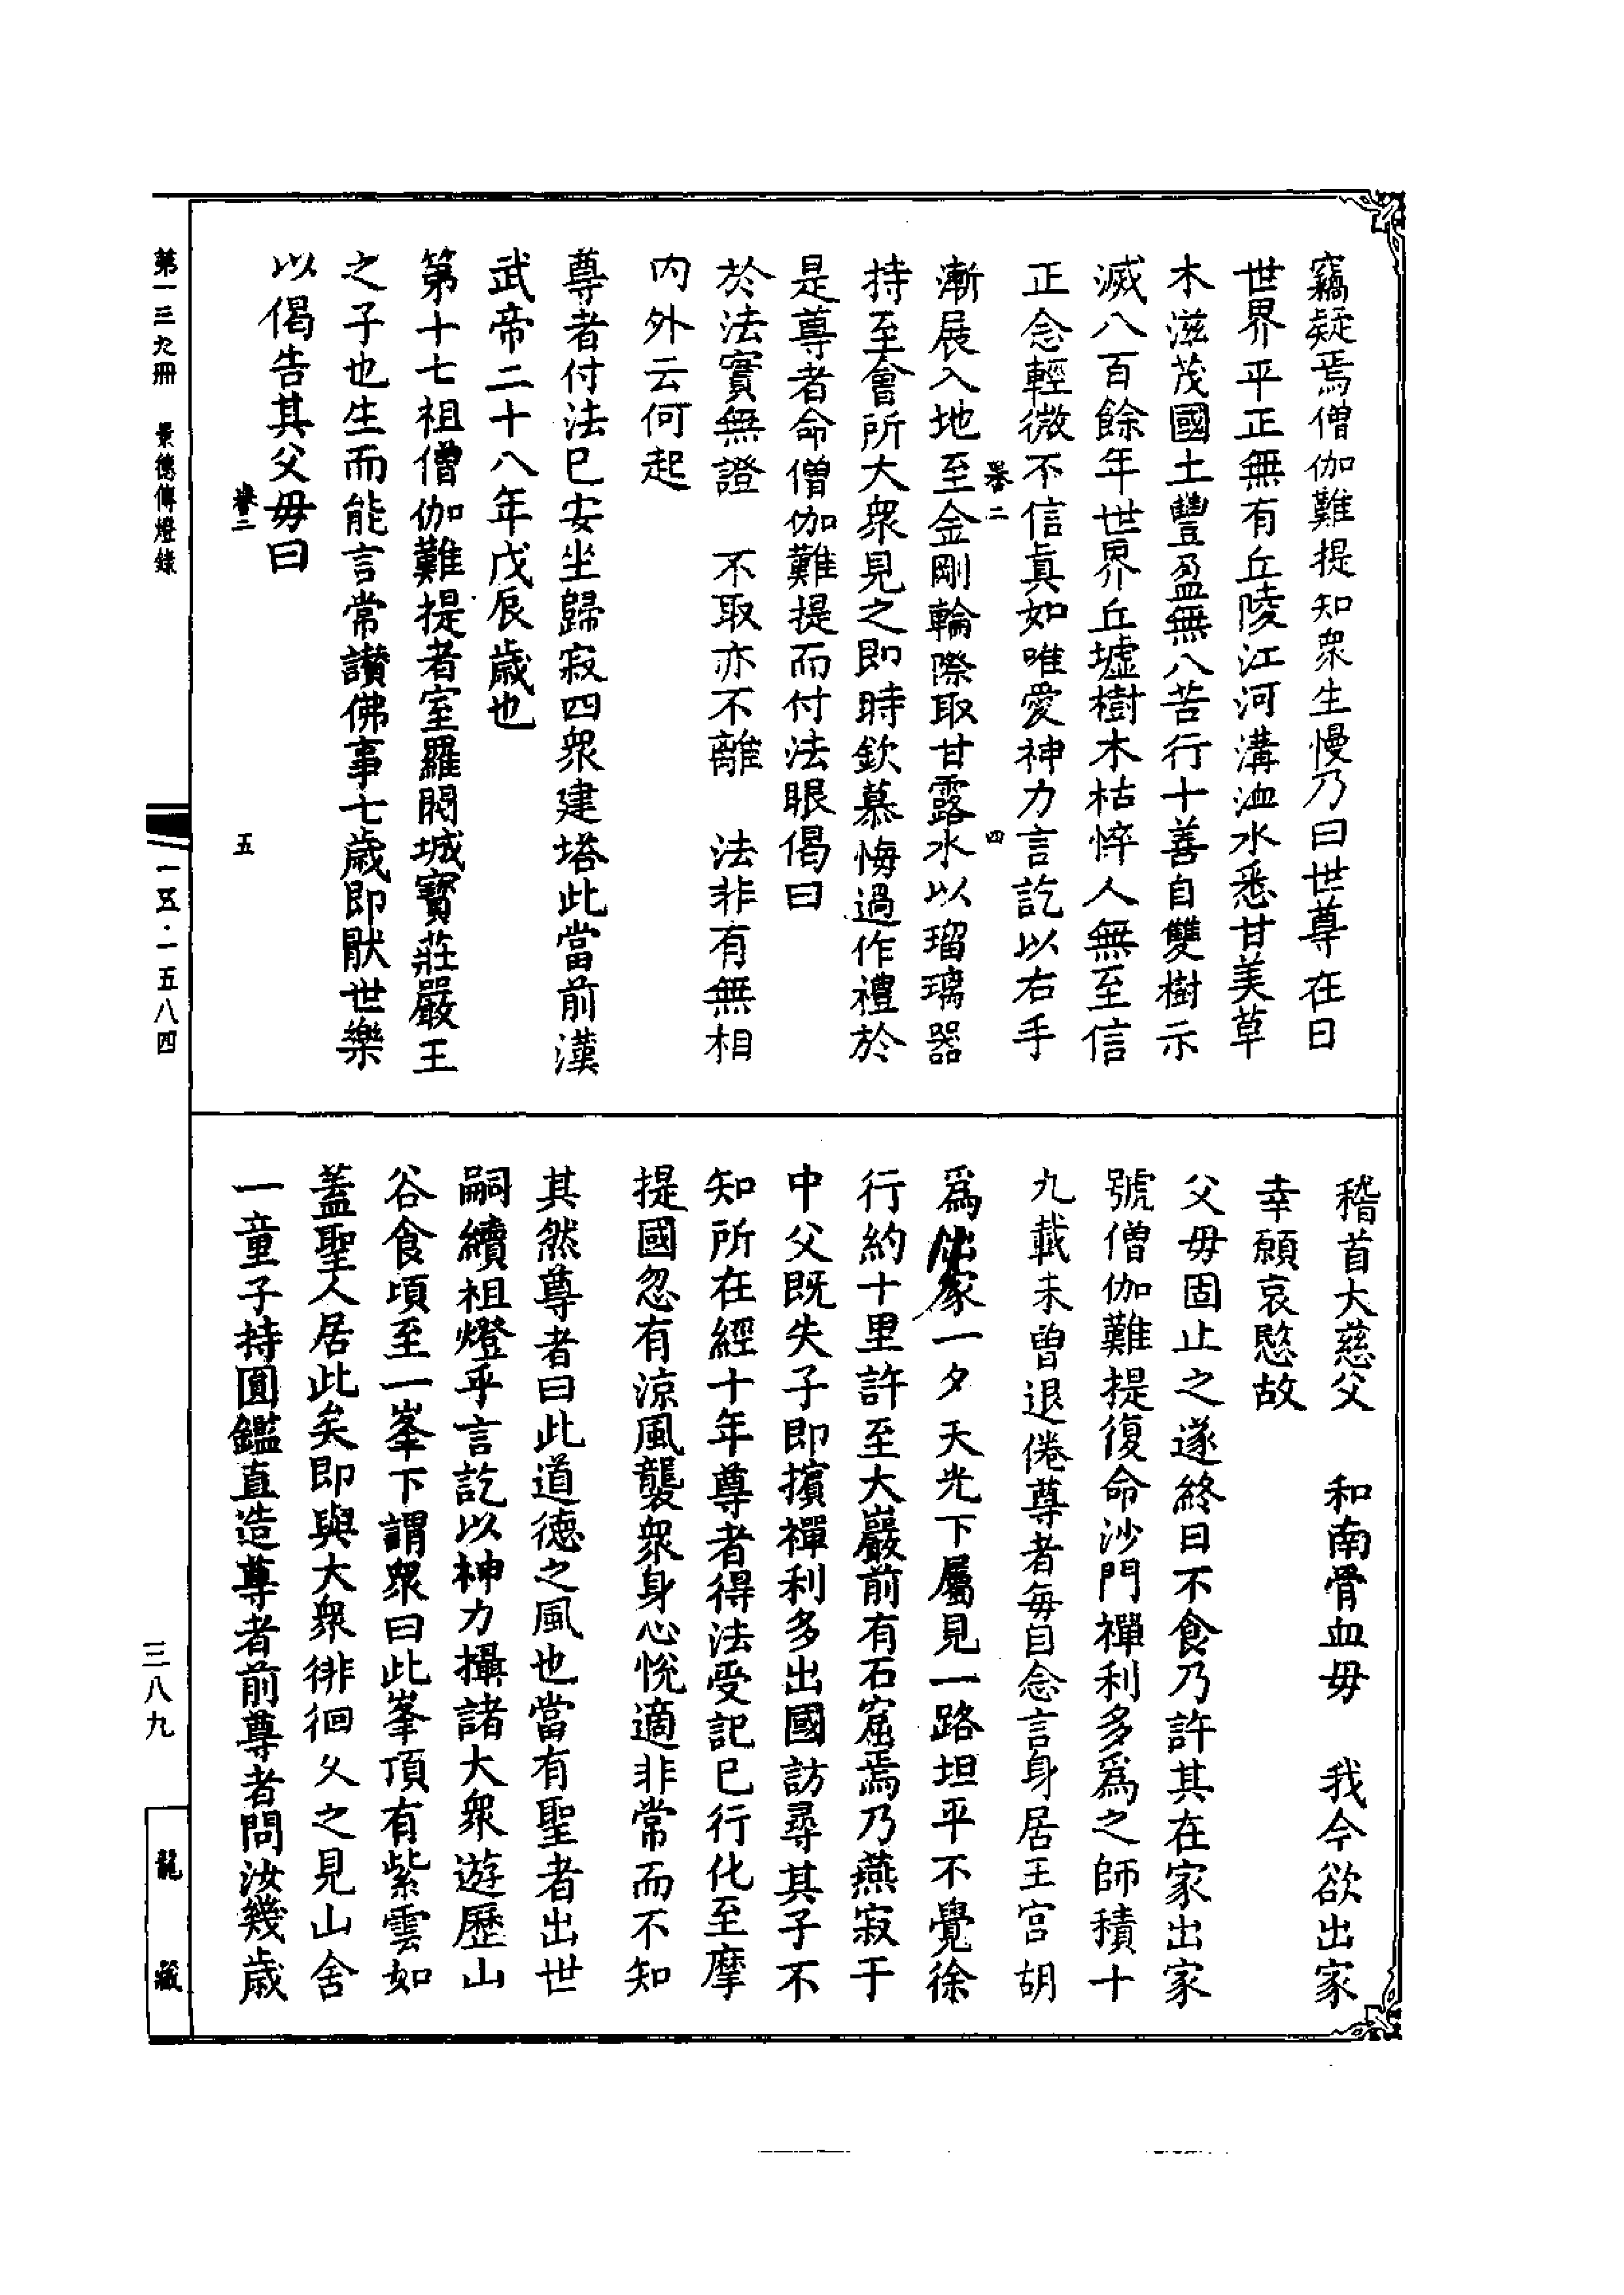 竊疑焉僧伽難提知衆生慢乃曰世尊在日
世界平正無有丘陵江河溝洫水悉甘美草
木滋茂國土豐盈無八苦行十善自雙樹示
滅八百餘年世界丘墟樹木枯悴人無至信
正念輕微不信真如唯愛神力言訖以右手
卷二 四
漸展入地至金剛輪際取甘露水以瑠璃器
持至會所大衆見之即時欽慕悔過作禮於
是尊者命僧伽難提而付法眼偈曰
於法實無證 不取亦不離 法非有無相
內外云何起
尊者付法已安坐歸寂四衆建塔此當前漢
武帝二十八年戊辰歲也
第十七祖僧伽難提者室羅閥城寶莊嚴王
之子也生而能言常讃佛事七歲即猒世樂
以偈告其父毋曰
卷二 五
稽首大慈父 和南骨血毋 我今欲出家
幸願哀愍故
父毋固止之遂終日不食乃許其在家出家
號僧伽難提復命沙門禪利多爲之師積十
九載未曽退倦尊者每自念言身居王宮胡
爲出家一夕天光下屬見一路坦平不覺徐
行約十里許至大巖前有石窟焉乃燕寂于
中父既失子即擯禪利多出國訪尋其子不
知所在經十年尊者得法受記已行化至摩
提國忽有涼風襲衆身心悅適非常而不知
其然尊者曰此道德之風也當有聖者出世
嗣續祖燈乎言訖以神力攝諸大衆遊歷山
谷食頃至一峯下謂衆曰此峯頂有紫雲如
蓋聖人居此矣即與大衆徘徊久之見山舍
一童子持圓鑑直造尊者前尊者問汝幾歲
第一三九冊 景德傳燈錄
一五·一五八四
三八九
龍藏